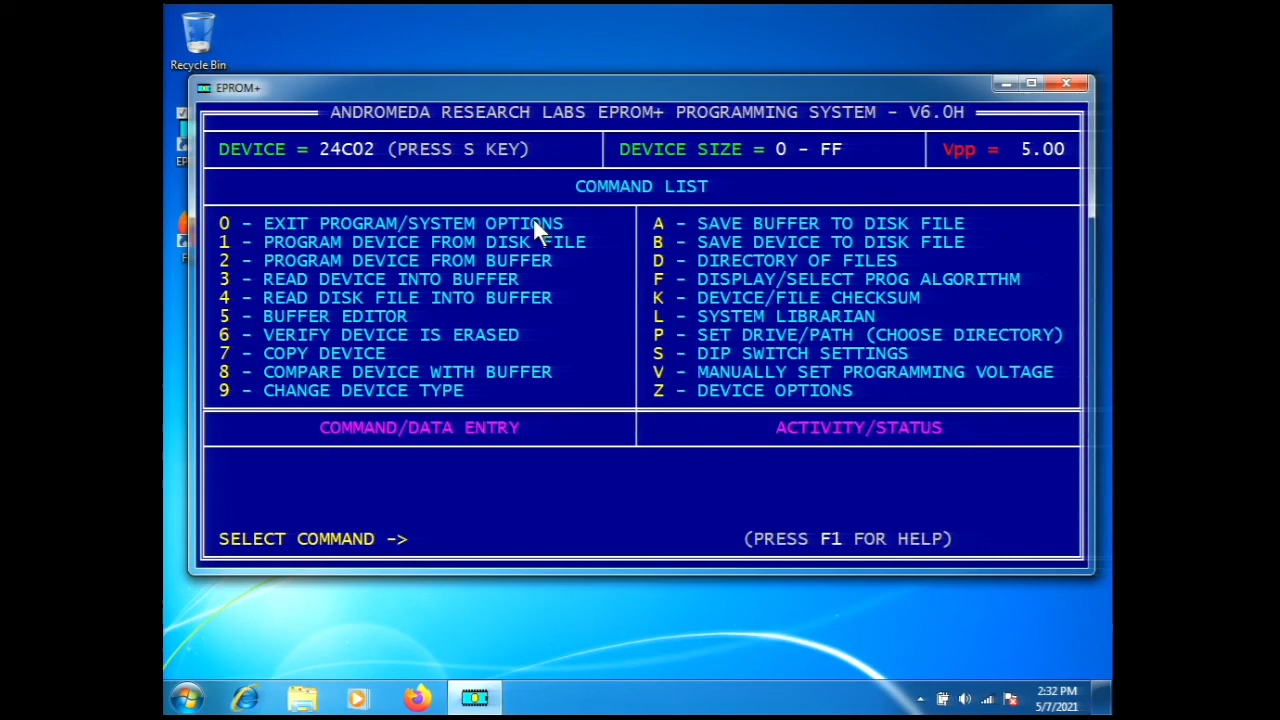 Recycle Bin
EPROM+
ANDROMEDA RESEARCH LABS EPROM+ PROGRAMMING SYSTEM - V6.0H
DEVICE = 24C02 (PRESS S KEY)
DEVICE SIZE = 0 - FF
Vpp = 5.00
COMMAND LIST
0 - EXIT PROGRAM/SYSTEM OPTIONS
1 - PROGRAM DEVICE FROM DISK FILE
2 - PROGRAM DEVICE FROM BUFFER
3 - READ DEVICE INTO BUFFER
4 - READ DISK FILE INTO BUFFER
5 - BUFFER EDITOR
6 - VERIFY DEVICE IS ERASED
7 - COPY DEVICE
8 - COMPARE DEVICE WITH BUFFER
9 - CHANGE DEVICE TYPE
A - SAVE BUFFER TO DISK FILE
B - SAVE DEVICE TO DISK FILE
D - DIRECTORY OF FILES
F - DISPLAY/SELECT PROG ALGORITHM
K - DEVICE/FILE CHECKSUM
L - SYSTEM LIBRARIAN
P - SET DRIVE/PATH (CHOOSE DIRECTORY)
S - DIP SWITCH SETTINGS
V - MANUALLY SET PROGRAMMING VOLTAGE
Z - DEVICE OPTIONS
COMMAND/DATA ENTRY
ACTIVITY/STATUS
SELECT COMMAND ->
(PRESS F1 FOR HELP)
2:32 PM
5/7/2021